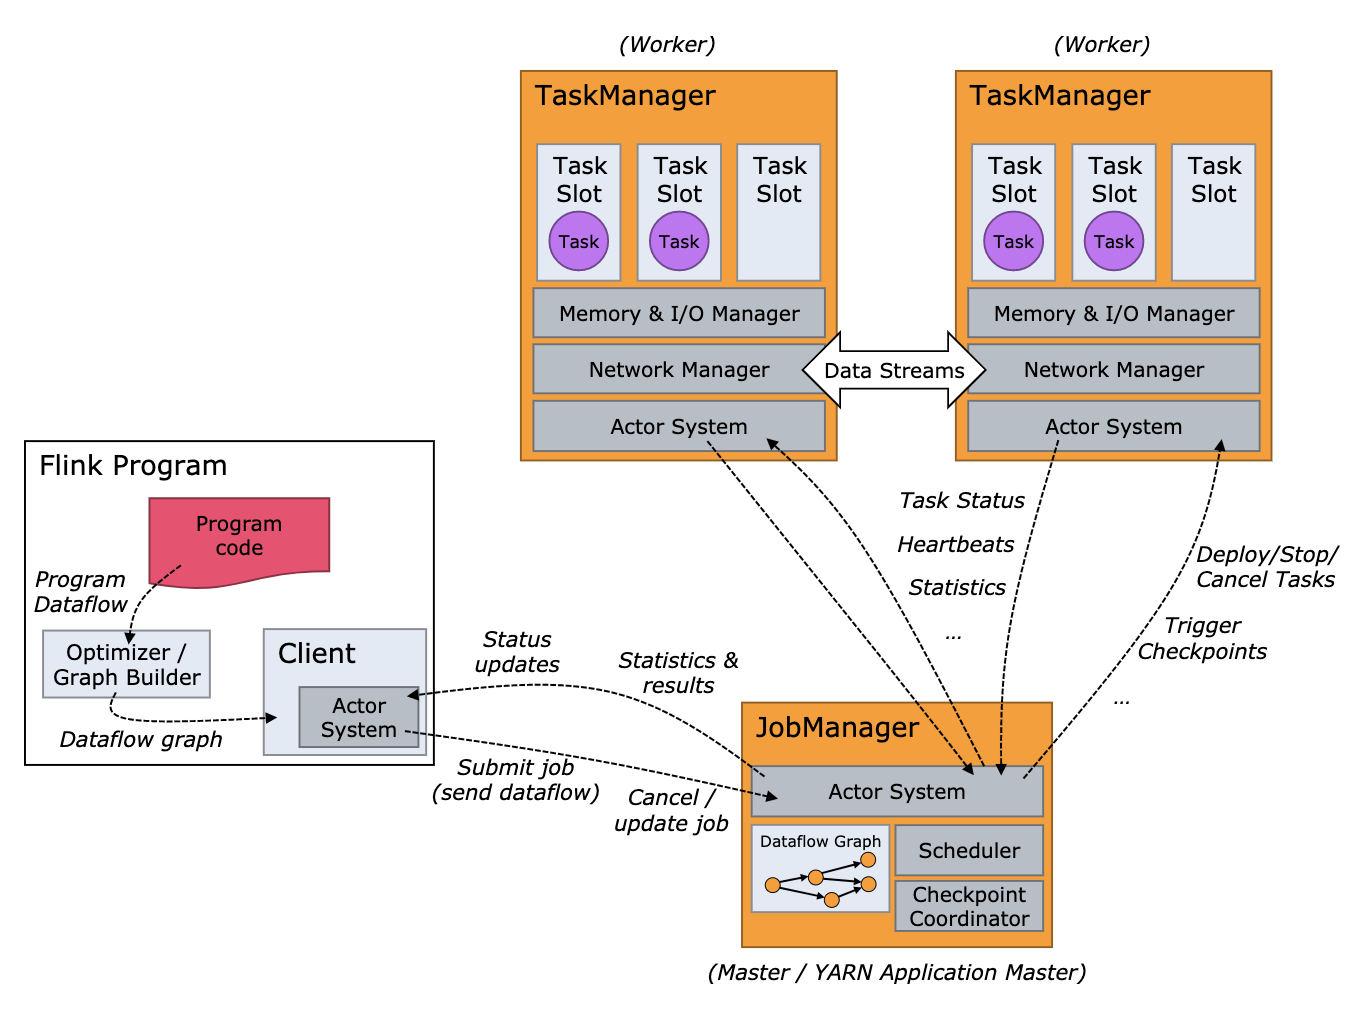 (Worker)
(Worker)
TaskManager
Task
Slot
Task
Task
Slot
Task
Task
Slot
Memory & I/O Manager
Network Manager
Actor System
TaskManager
Task
Slot
Task
Task
Slot
Task
Task
Slot
Memory & I/O Manager
Network Manager
Actor System
Data Streams
Flink Program
Program
code
Program
Dataflow
Optimizer /
Graph Builder
Dataflow graph
Client
Actor
System
Status
updates
Statistics &
results
Submit job
(send dataflow)
Cancel /
update job
Task Status
Heartbeats
Statistics
...
Deploy/Stop/
Cancel Tasks
Trigger
Checkpoints
...
JobManager
Actor System
Dataflow Graph
Scheduler
Checkpoint
Coordinator
(Master / YARN Application Master)